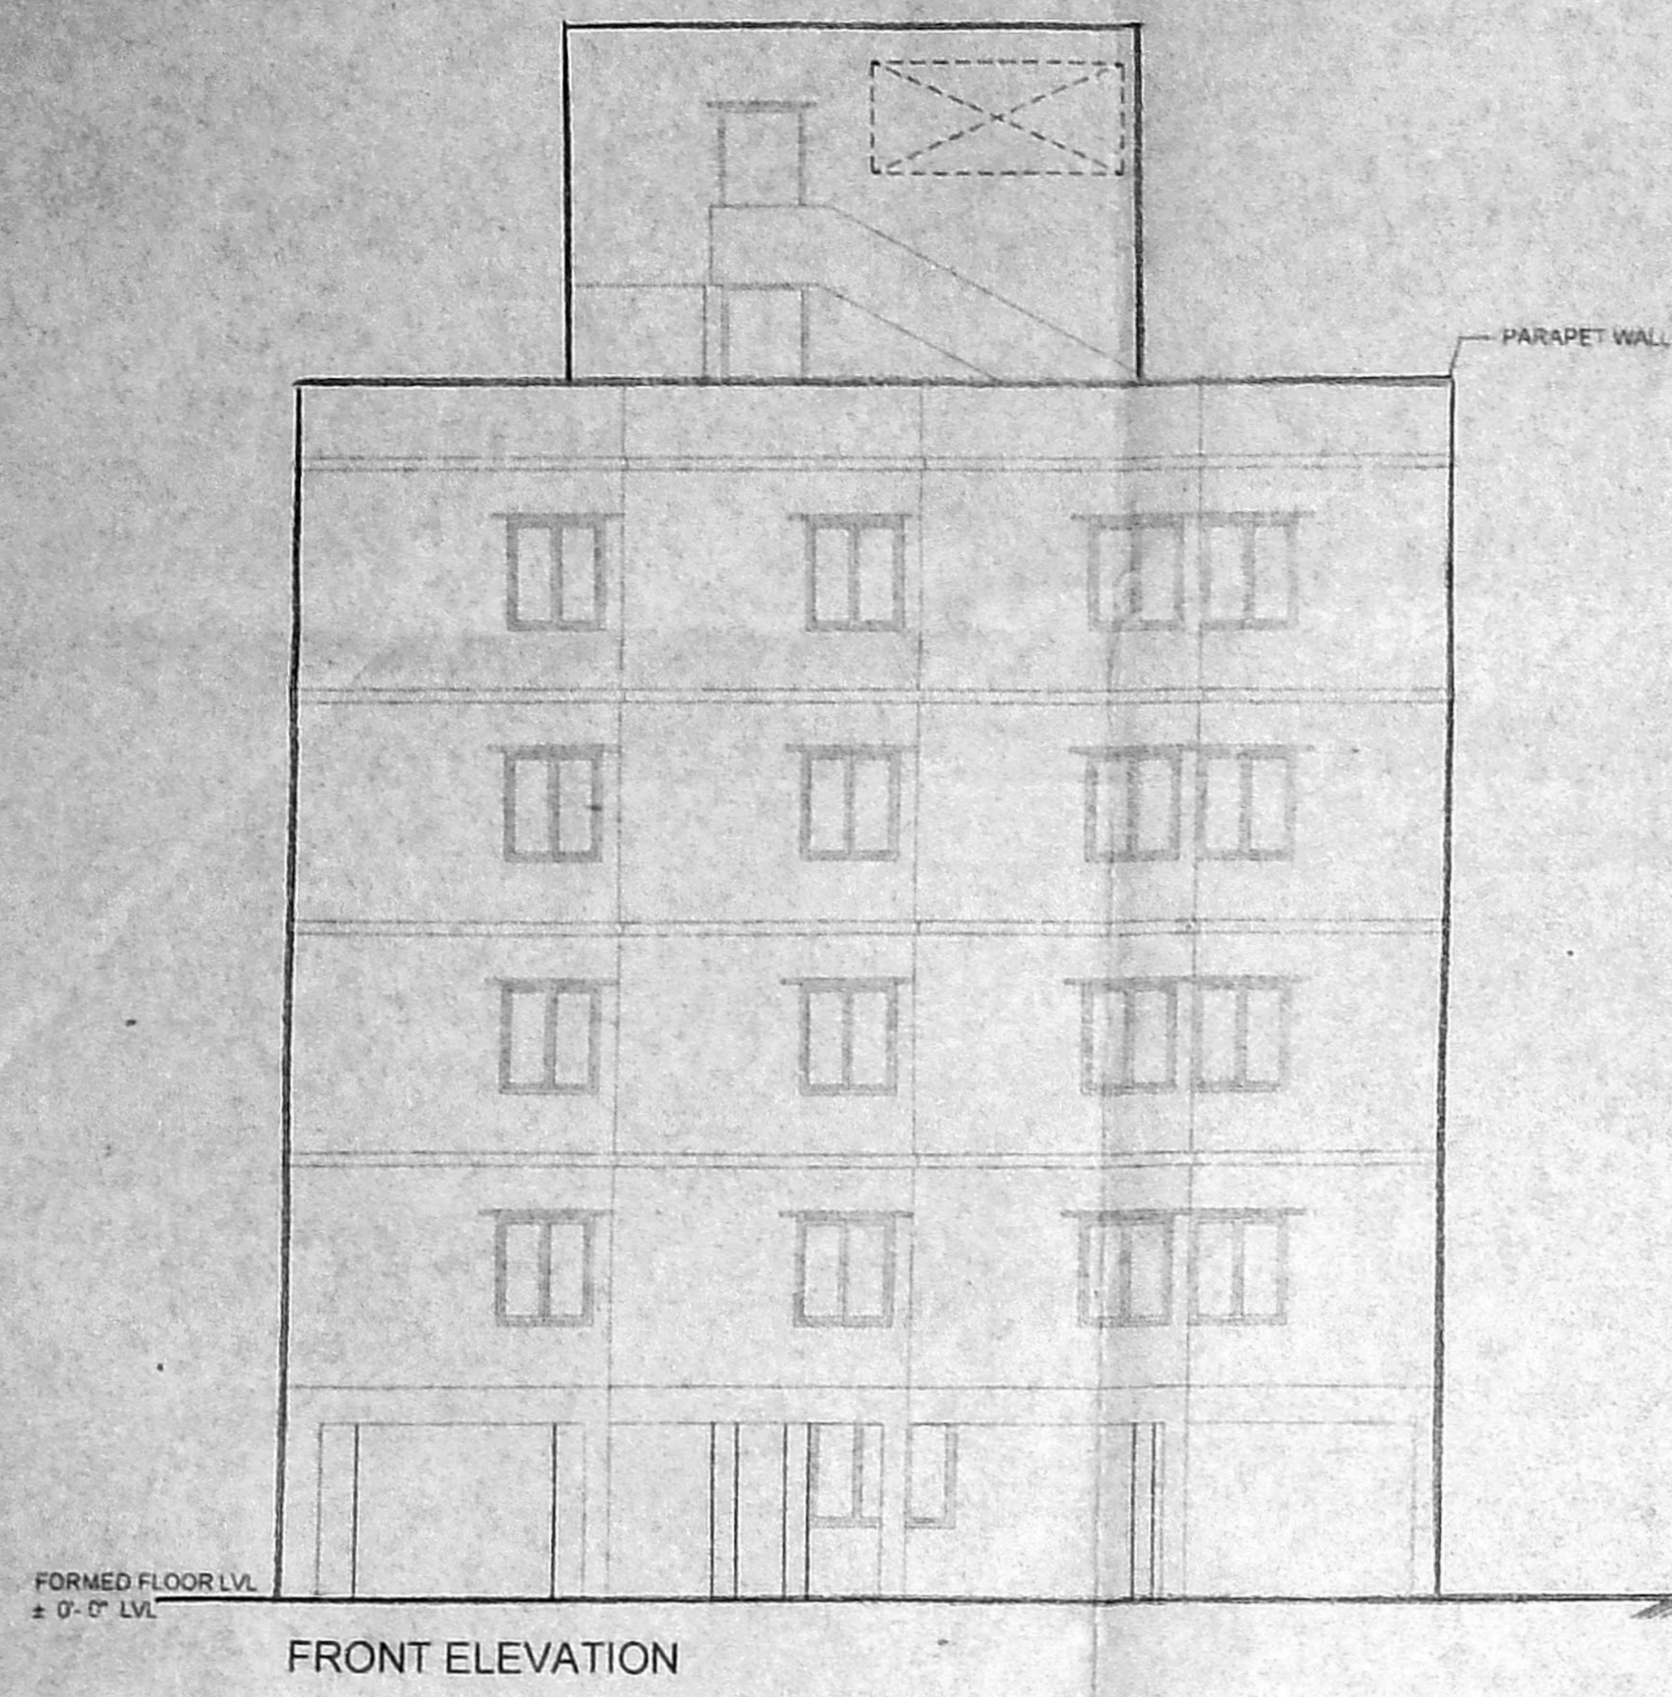 PARAPET WALL
FORMED FLOOR LVL
± 0'- 0" LVL
FRONT ELEVATION